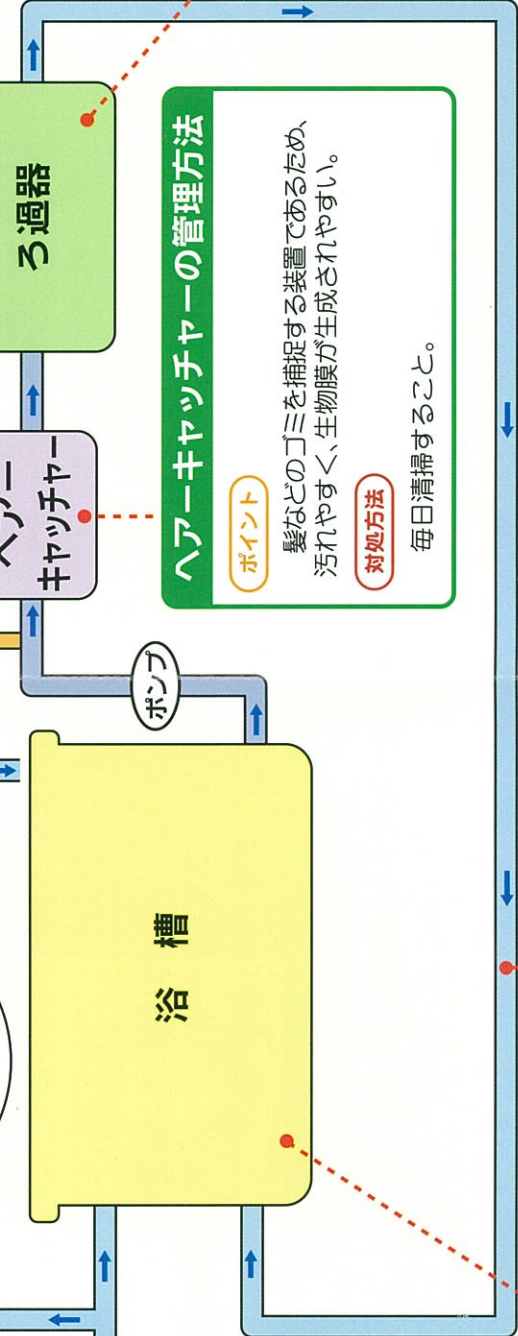 ろ過器
ヘアー
キャッチャー
ポンプ
浴 槽
ヘアーキャッチャーの管理方法
ポイント
髪などのゴミを捕捉する装置であるため、
汚れやすく、生物膜が生成されやすい。
対処方法
毎日清掃すること。